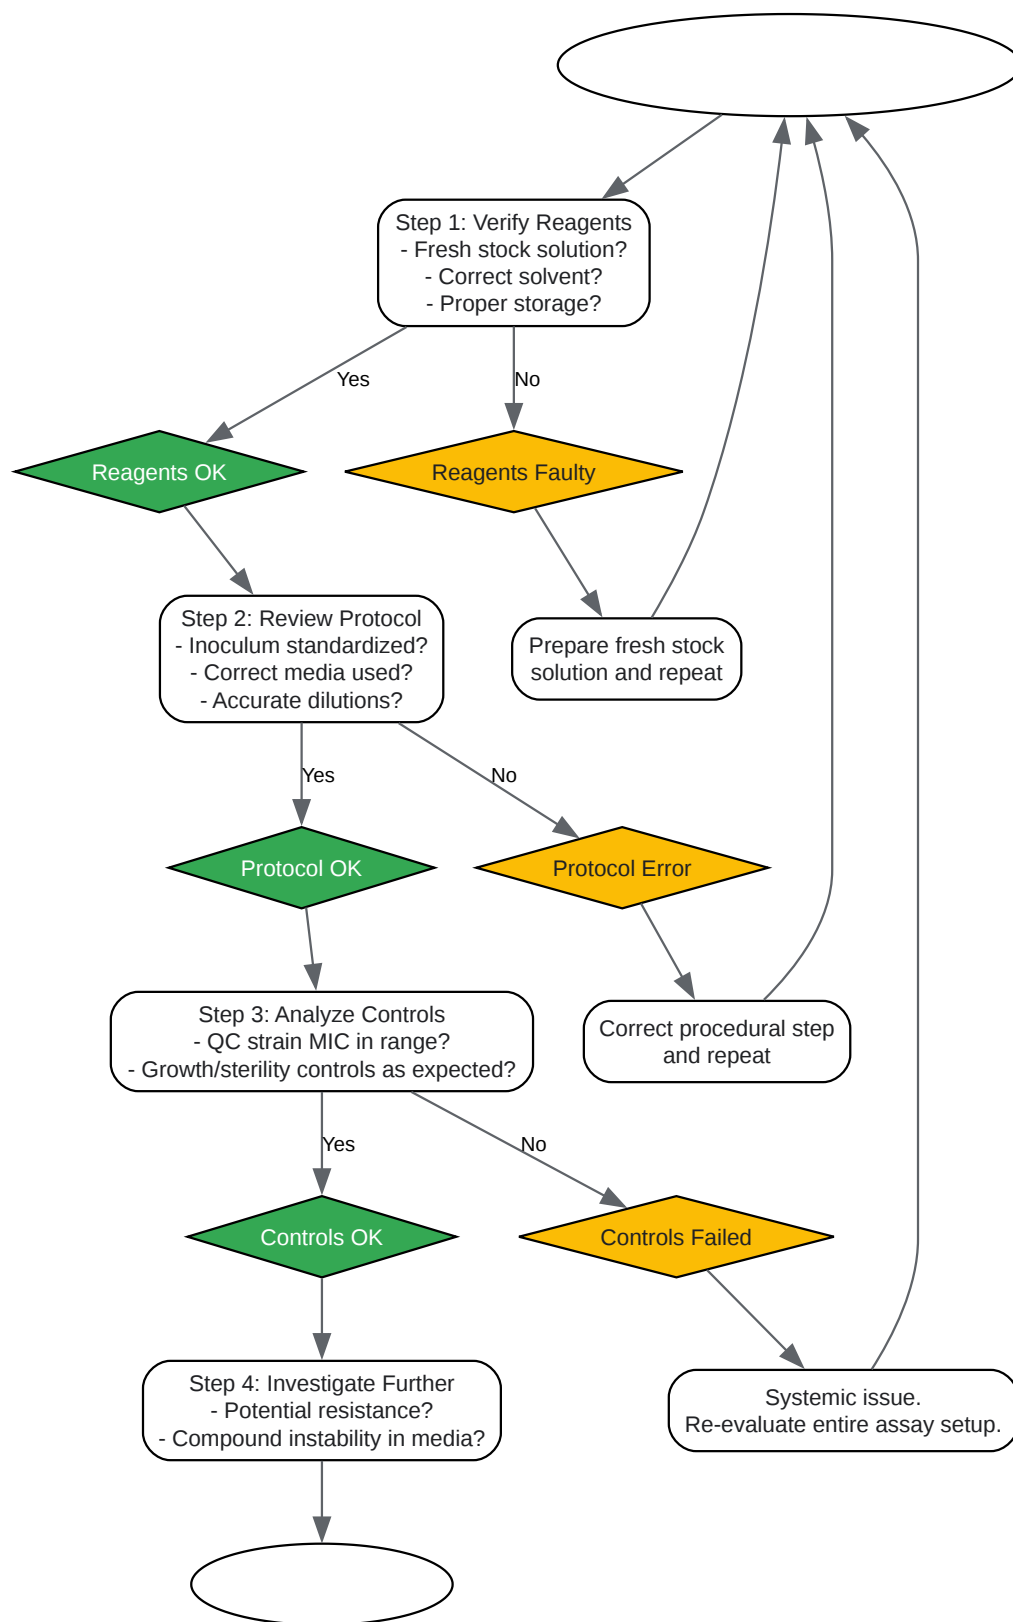 Step 1: Verify Reagents
- Fresh stock solution?
- Correct solvent?
- Proper storage?
Yes
No
Reagents OK
Reagents Faulty
Step 2: Review Protocol
- Inoculum standardized?
- Correct media used?
- Accurate dilutions?
Prepare fresh stock
solution and repeat
Yes
No
Protocol OK
Protocol Error
Step 3: Analyze Controls
- QC strain MIC in range?
- Growth/sterility controls as expected?
Correct procedural step
and repeat
Yes
No
Controls OK
Controls Failed
Step 4: Investigate Further
- Potential resistance?
- Compound instability in media?
Systemic issue.
Re-evaluate entire assay setup.